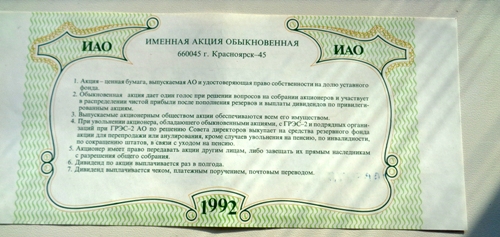 ИАО
ИМЕННАЯ АКЦИЯ ОБЫКНОВЕННАЯ
ИАО
660045 г. Красноярск-45
1. Акция – ценная бумага, выпускаемая АО и удостоверяющая право собственности на долю уставного
фонда.
2. Обыкновенная акция дает один голос при решении вопросов на собрании акционеров и участвует
в распределении чистой прибыли после пополнения резервов и выплаты дивидендов по привилеги-
рованным акциям.
3. Выпускаемые акционерным обществом акции обеспечиваются всем его имуществом.
4. При увольнении акционера, обладающего обыкновенными акциями, с ГРЭС-2 и подрядных органи-
заций при ГРЭС-2 АО по решению Совета директоров выкупает на средства резервного фонда
акции для перепродажи или аннулирования, кроме случаев увольнения на пенсию, по инвалидности,
по сокращению штатов, в связи с уходом на пенсию.
5. Акционер имеет право передавать акции другим лицам, либо завещать их прямым наследникам
с разрешения общего собрания.
6. Дивиденд по акции выплачивается раз в полгода.
7. Дивиденд выплачивается чеком, платежным поручением, почтовым переводом.
1992